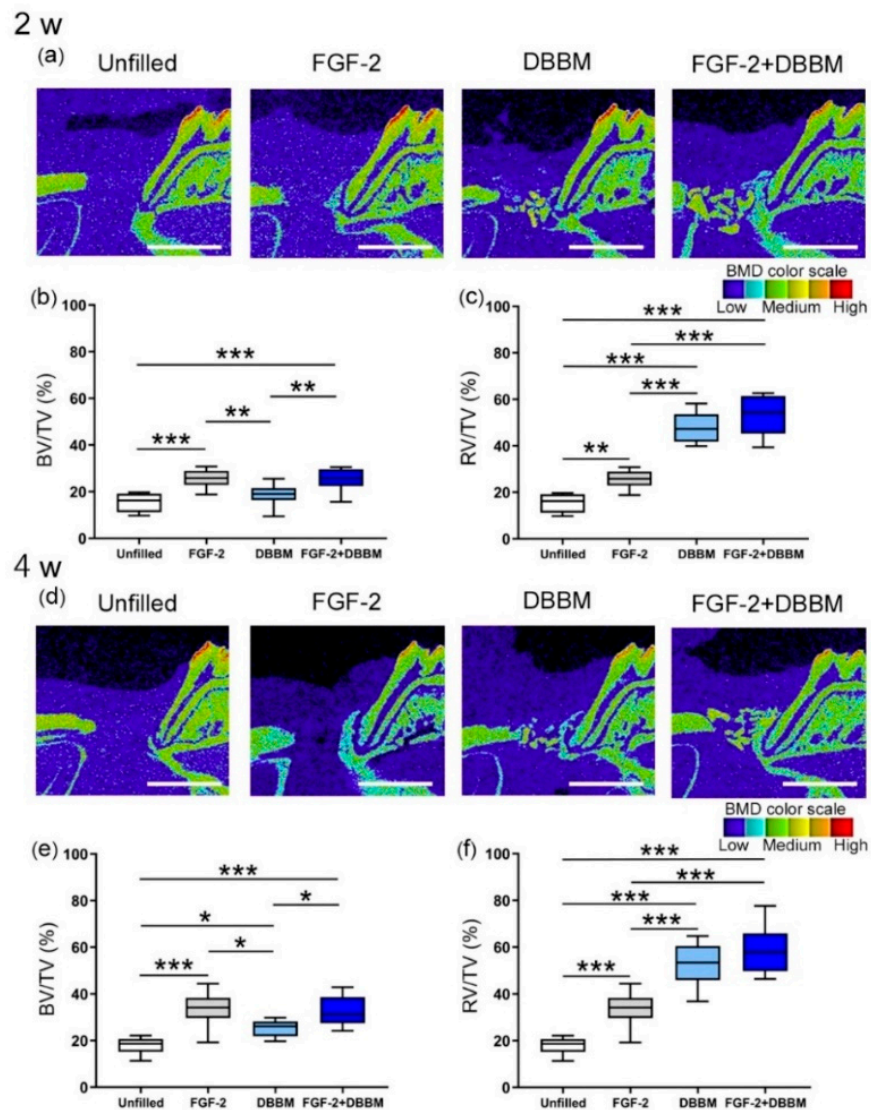 2 w
(a)
Unfilled FGF-2 DBBM FGF-2+DBBM
BMD color scale
Low Medium High
(b)
BV/TV (%)
100
80
60
40
20
0
***
**
**
***
Unfilled FGF-2 DBBM FGF-2+DBBM
(c)
RV/TV (%)
100
80
60
40
20
0
***
***
***
***
**
Unfilled FGF-2 DBBM FGF-2+DBBM
4 w
(d)
Unfilled FGF-2 DBBM FGF-2+DBBM
BMD color scale
Low Medium High
(e)
BV/TV (%)
100
80
60
40
20
0
***
*
*
*
***
Unfilled FGF-2 DBBM FGF-2+DBBM
(f)
RV/TV (%)
100
80
60
40
20
0
***
***
***
***
***
Unfilled FGF-2 DBBM FGF-2+DBBM